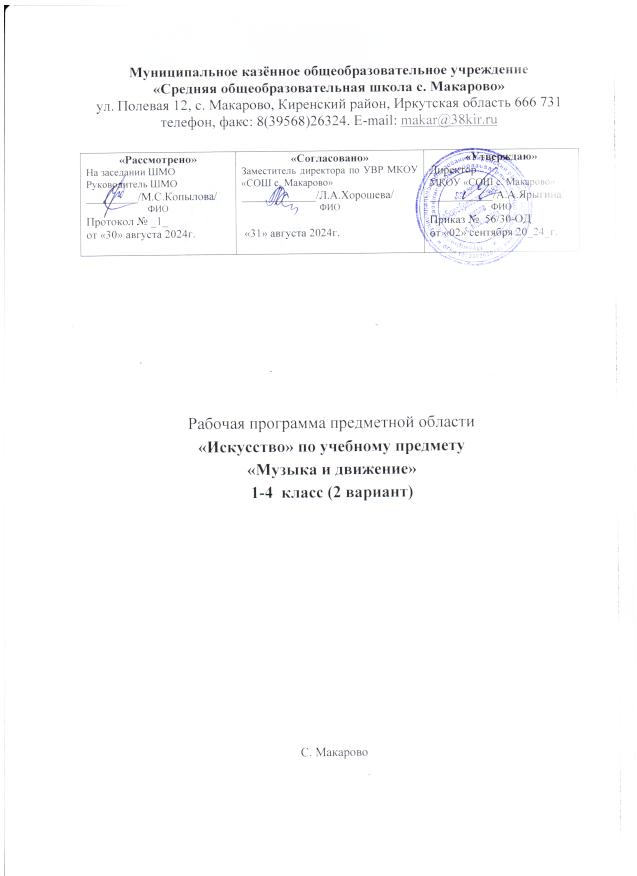 Муниципальное казённое общеобразовательное учреждение
«Средняя общеобразовательная школа с. Макарово»
ул. Полевая 12, с. Макарово, Киренский район, Иркутская область 666 731
телефон, факс: 8(39568)26324. E-mail: makar@38kir.ru
«Рассмотрено»
На заседании ШМО
Руководитель ШМО
/М.С.Копылова/
ФИО
Протокол № _1_
от «30» августа 2024г.
«Согласовано»
Заместитель директора по УВР МКОУ
«СОШ с. Макарово»
/Л.А.Хорошева/
ФИО
«31» августа 2024г.
«Утверждаю»
Директор
МКОУ «СОШ с. Макарово»
А.А.Ярыгина
ФИО
Приказ № 56/30-ОД
от «02» сентября 20_24_г.
Рабочая программа предметной области
«Искусство» по учебному предмету
«Музыка и движение»
1-4 класс (2 вариант)
С. Макарово